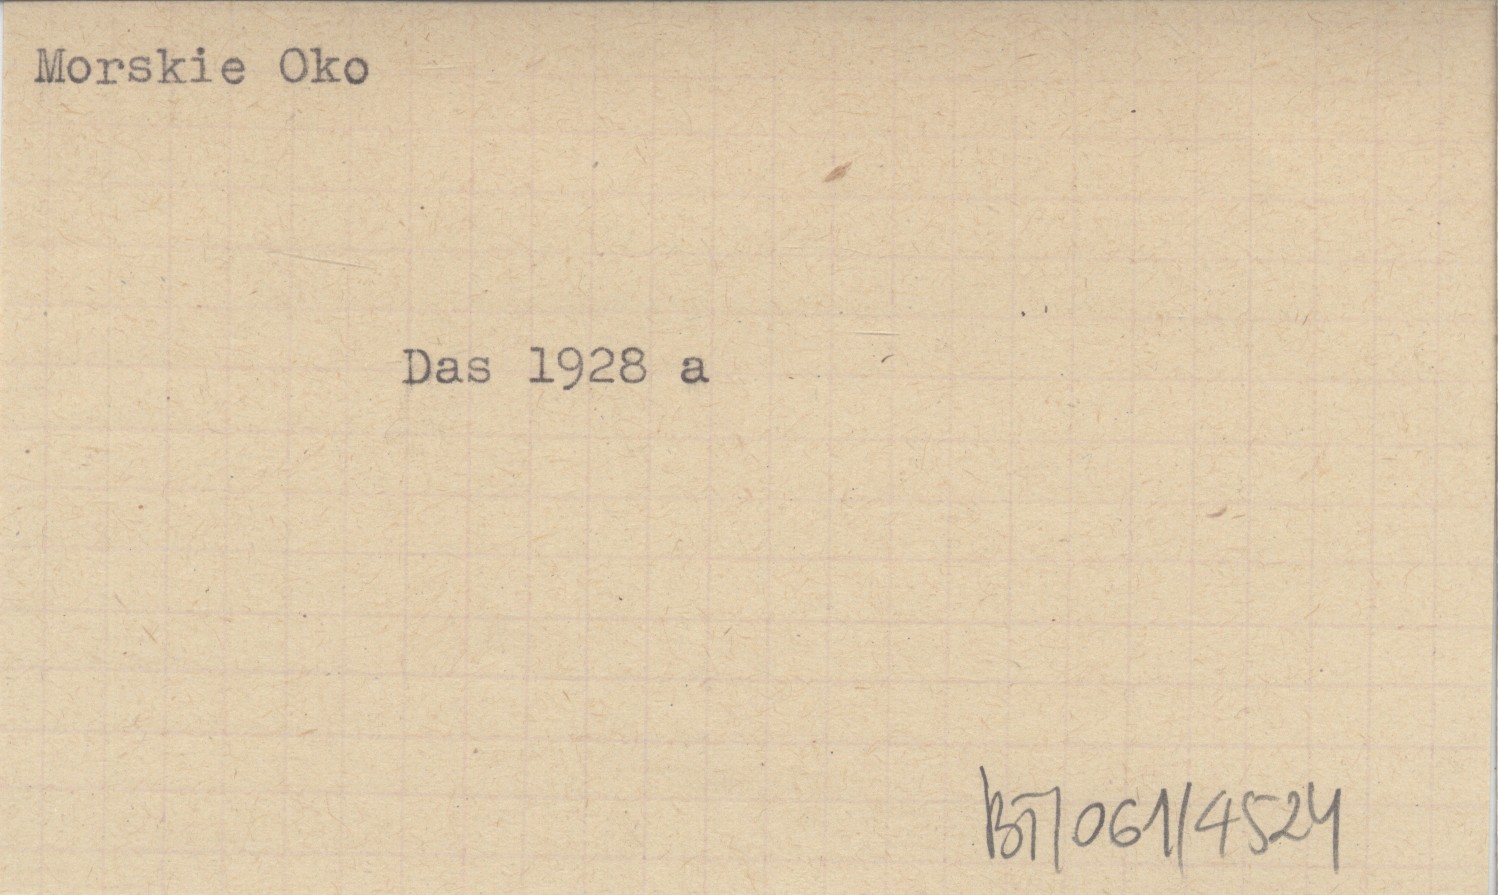 Morskie Oko
Das 1928 a
BT/061/4524